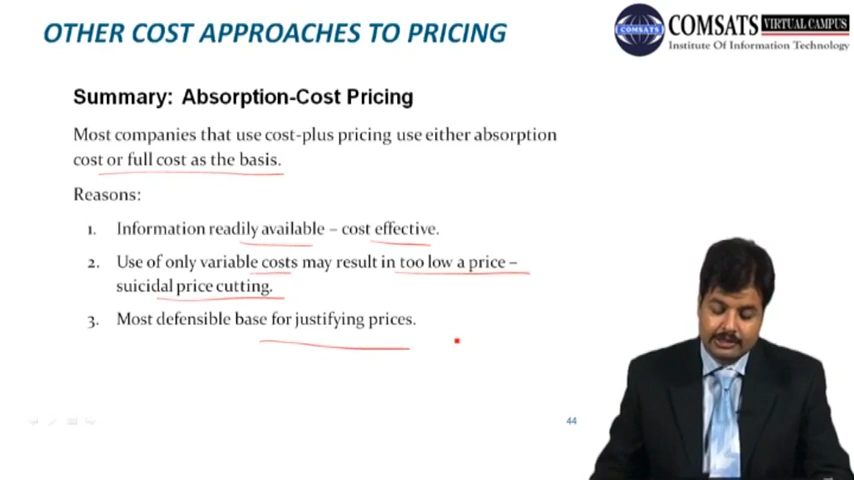 OTHER COST APPROACHES TO PRICING
COMSATS
COMSATS VIRTUAL CAMPUS
Institute Of Information Technology
Summary: Absorption-Cost Pricing
Most companies that use cost-plus pricing use either absorption
cost or full cost as the basis.
Reasons:
1. Information readily available – cost effective.
2. Use of only variable costs may result in too low a price –
suicidal price cutting.
3. Most defensible base for justifying prices.
44